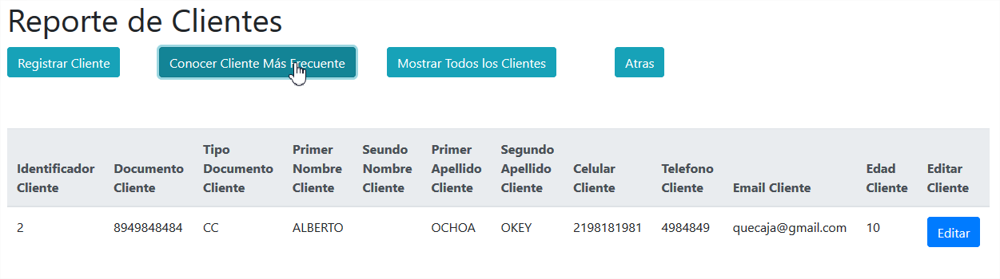 Reporte de Clientes
Registrar Cliente Conocer Cliente Más Frecuente Mostrar Todos los Clientes Atras
Identificador Cliente Documento Cliente Tipo Documento Cliente Primer Nombre Cliente Seundo Nombre Cliente Primer Apellido Cliente Segundo Apellido Cliente Celular Cliente Telefono Cliente Email Cliente Edad Cliente Editar Cliente
2 8949848484 CC ALBERTO OCHOA OKEY 2198181981 4984849 quecaja@gmail.com 10 Editar